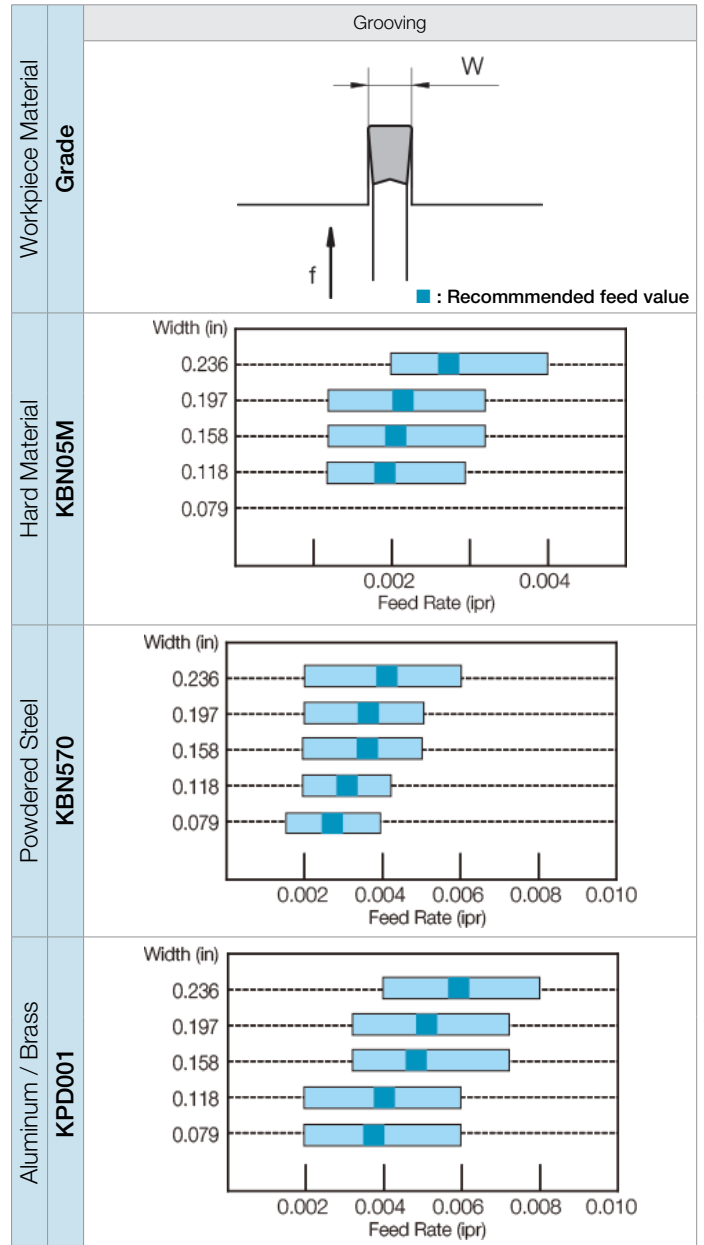 Workpiece Material
Grade
Grooving
W
f
: Recommmended feed value
Hard Material
KBN05M
Width (in)
0.236
0.197
0.158
0.118
0.079
0.002 0.004
Feed Rate (ipr)
Powdered Steel
KBN570
Width (in)
0.236
0.197
0.158
0.118
0.079
0.002 0.004 0.006 0.008 0.010
Feed Rate (ipr)
Aluminum / Brass
KPD001
Width (in)
0.236
0.197
0.158
0.118
0.079
0.002 0.004 0.006 0.008 0.010
Feed Rate (ipr)